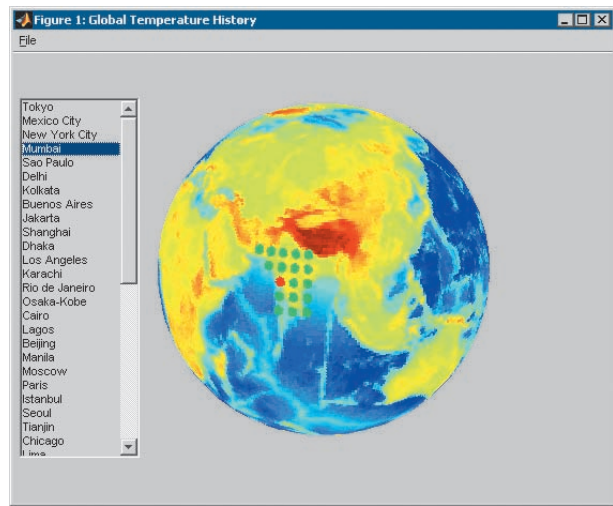 Figure 1: Global Temperature History
File
Tokyo
Mexico City
New York City
Mumbai
Sao Paulo
Delhi
Kolkata
Buenos Aires
Jakarta
Shanghai
Dhaka
Los Angeles
Karachi
Rio de Janeiro
Osaka-Kobe
Cairo
Lagos
Beijing
Manila
Moscow
Paris
Istanbul
Seoul
Tianjin
Chicago
Lima